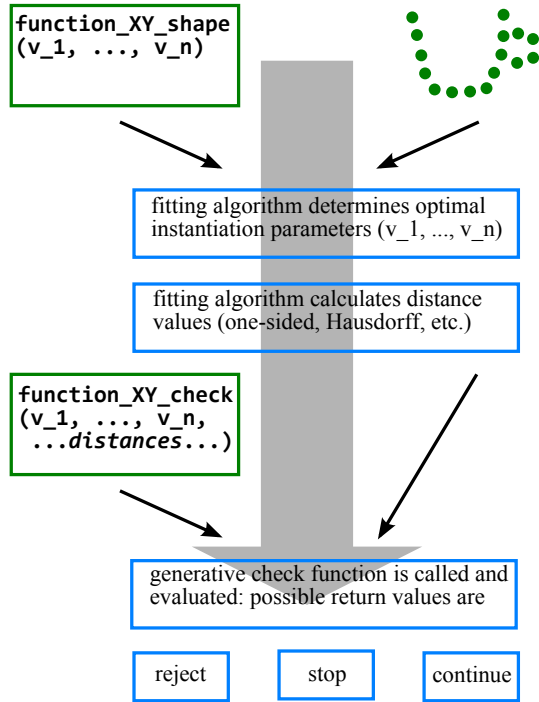 function_XY_shape
(v_1, ..., v_n)
fitting algorithm determines optimal
instantiation parameters (v_1, ..., v_n)
fitting algorithm calculates distance
values (one-sided, Hausdorff, etc.)
function_XY_check
(v_1, ..., v_n,
...distances...)
generative check function is called and
evaluated: possible return values are
reject
stop
continue